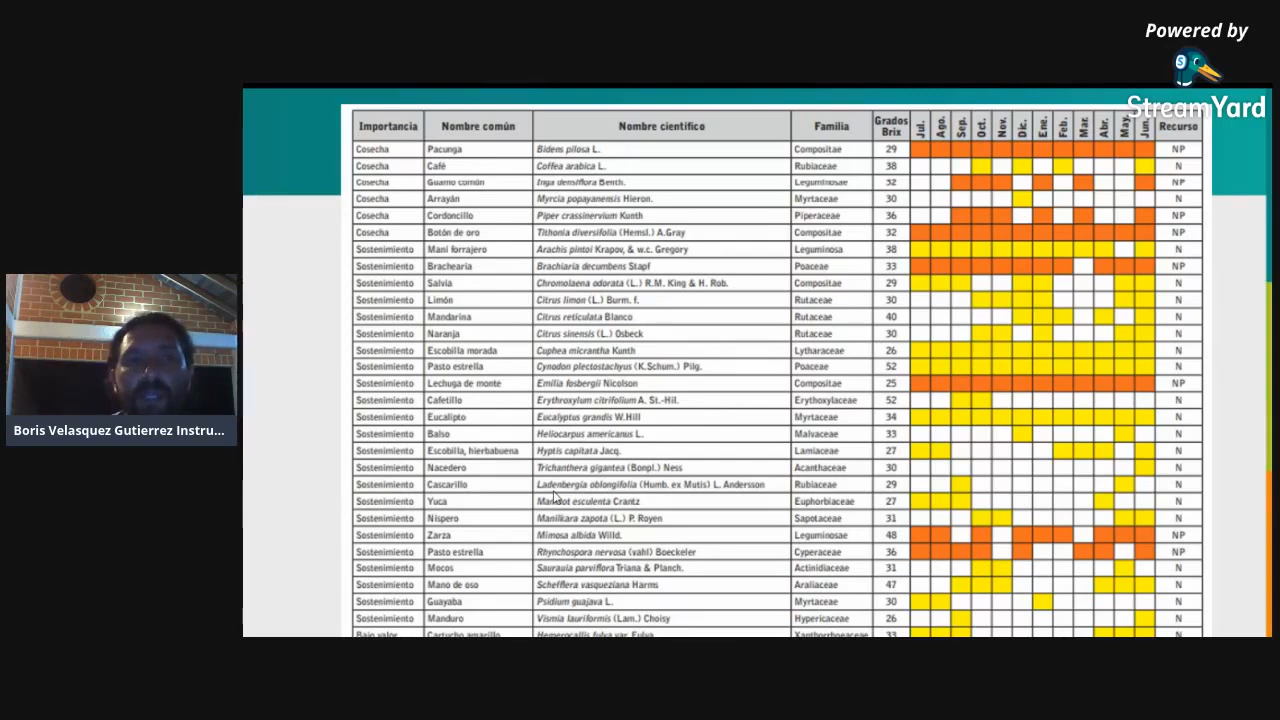 Powered by
StreamYard
Importancia Nombre común Nombre científico Familia Grados Brix Jul. Ago. Sep. Oct. Nov. Dic. Ene. Feb. Mar. Abr. May. Jun. Recurso
Cosecha Pacunga Bidens pilosa L. Compositae 29 NP
Cosecha Café Coffea arabica L. Rubiaceae 38 N
Cosecha Guamo común Inga densiflora Benth. Leguminosae 32 NP
Cosecha Arrayán Myrcia popayanensis Hieron. Myrtaceae 30 N
Cosecha Cordoncillo Piper crassinervium Kunth Piperaceae 36 NP
Cosecha Botón de oro Tithonia diversifolia (Hemsl.) A.Gray Compositae 32 NP
Sostenimiento Maní forrajero Arachis pintoi Krapov, & w.c. Gregory Leguminosa 38 N
Sostenimiento Brachearia Brachiaria decumbens Stapf Poaceae 33 NP
Sostenimiento Salvia Chromolaena odorata (L.) R.M. King & H. Rob. Compositae 29 N
Sostenimiento Limón Citrus limon (L.) Burm. f. Rutaceae 30 N
Sostenimiento Mandarina Citrus reticulata Blanco Rutaceae 40 N
Sostenimiento Naranja Citrus sinensis (L.) Osbeck Rutaceae 30 N
Sostenimiento Escobilla morada Cuphea micrantha Kunth Lytharaceae 26 N
Sostenimiento Pasto estrella Cynodon plectostachyus (K.Schum.) Pilg. Poaceae 52 N
Sostenimiento Lechuga de monte Emilia fosbergii Nicolson Compositae 25 NP
Sostenimiento Cafetillo Erythroxylum citrifolium A. St.-Hil. Erythoxylaceae 52 N
Sostenimiento Eucalipto Eucalyptus grandis W.Hill Myrtaceae 34 N
Sostenimiento Balso Heliocarpus americanus L. Malvaceae 33 N
Sostenimiento Escobilla, hierbabuena Hyptis capitata Jacq. Lamiaceae 27 N
Sostenimiento Nacedero Trichanthera gigantea (Bonpl.) Ness Acanthaceae 30 N
Sostenimiento Cascarillo Ladenbergia oblongifolia (Humb. ex Mutis) L. Andersson Rubiaceae 29 N
Sostenimiento Yuca Manihot esculenta Crantz Euphorbiaceae 27 N
Sostenimiento Níspero Manilkara zapota (L.) P. Royen Sapotaceae 31 N
Sostenimiento Zarza Mimosa albida Willd. Leguminosae 48 NP
Sostenimiento Pasto estrella Rhynchospora nervosa (vahl) Boeckeler Cyperaceae 36 NP
Sostenimiento Mocos Saurauia parviflora Triana & Planch. Actinidiaceae 31 N
Sostenimiento Mano de oso Schefflera vasqueziana Harms Araliaceae 47 N
Sostenimiento Guayaba Psidium guajava L. Myrtaceae 30 N
Sostenimiento Manduro Vismia lauriformis (Lam.) Choisy Hypericaceae 26 N
Bajo valor Cartucho amarillo Hemerocallis fulva var. Fulva Xanthorrhoeaceae 33 N
Boris Velasquez Gutierrez Instru...